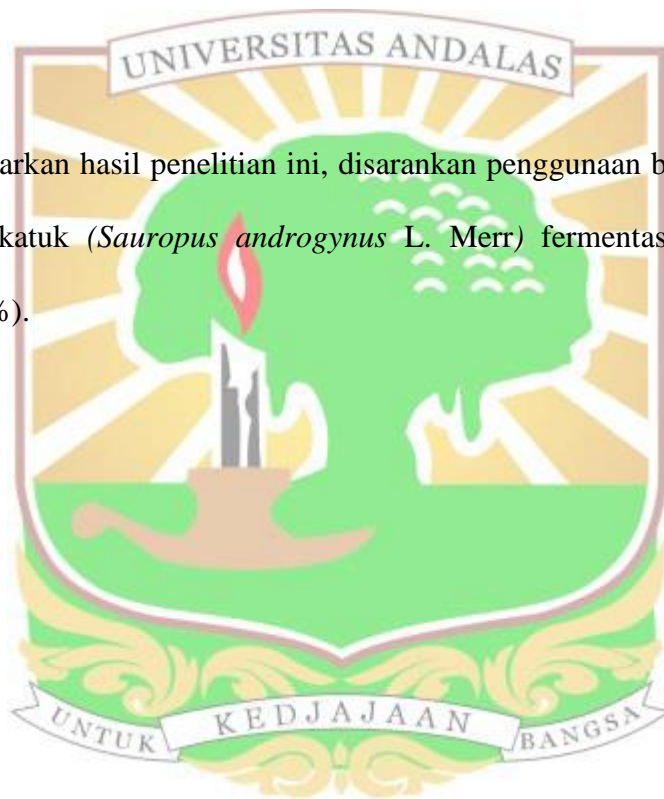 UNIVERSITAS ANDALAS
arkan hasil penelitian ini, disarankan penggunaan b
katuk (Sauropus androgynus L. Merr) fermentas
%).
UNTUK KEDJAJAAN BANGSA